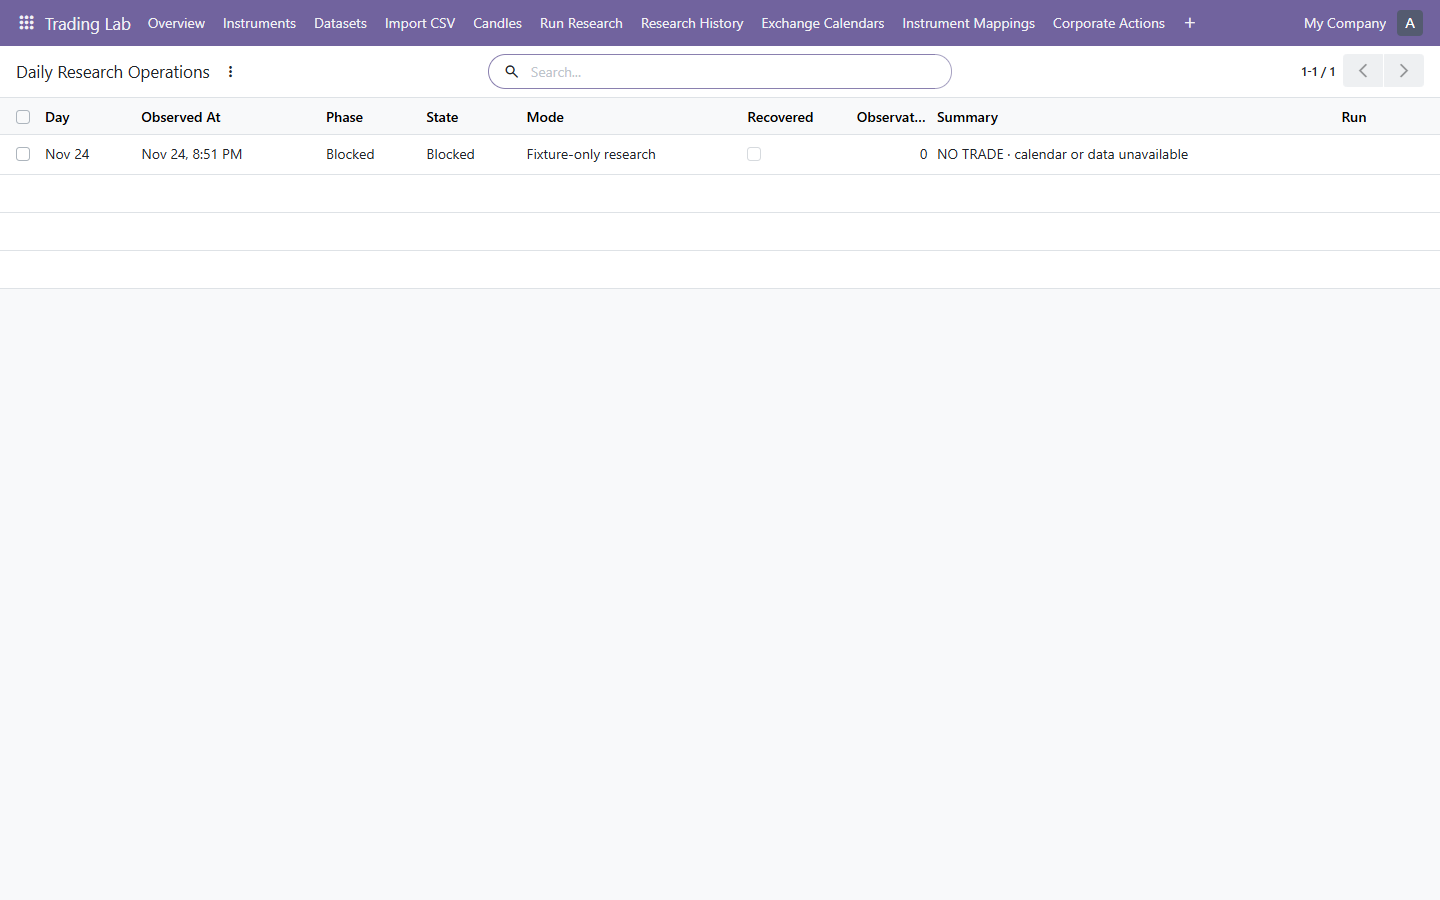 Trading Lab Overview Instruments Datasets Import CSV Candles Run Research Research History Exchange Calendars Instrument Mappings Corporate Actions + My Company A
Daily Research Operations Search... 1-1 / 1
Day Observed At Phase State Mode Recovered Observat... Summary Run
Nov 24 Nov 24, 8:51 PM Blocked Blocked Fixture-only research 0 NO TRADE · calendar or data unavailable